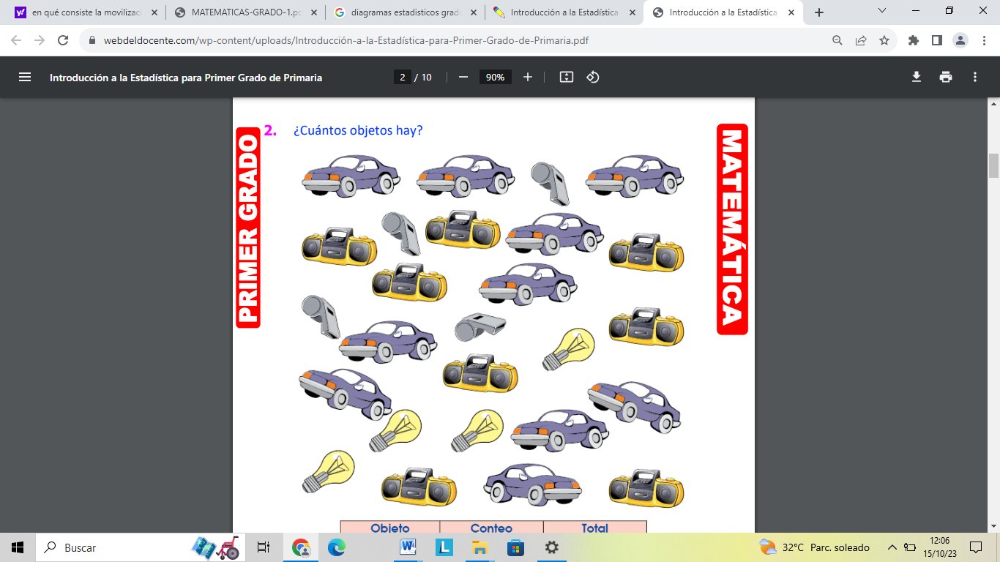 en qué consiste la movilizaci
MATEMATICAS-GRADO-1.pd
diagramas estadisticos grad
Introducción a la Estadística
Introducción a la Estadística
webdeldocente.com/wp-content/uploads/Introducción-a-la-Estadística-para-Primer-Grado-de-Primaria.pdf
Introducción a la Estadística para Primer Grado de Primaria
2 / 10
90%
2. ¿Cuántos objetos hay?
PRIMER GRADO
MATEMÁTICA
Objeto Conteo Total
Buscar
32°C Parc. soleado
12:06
15/10/23